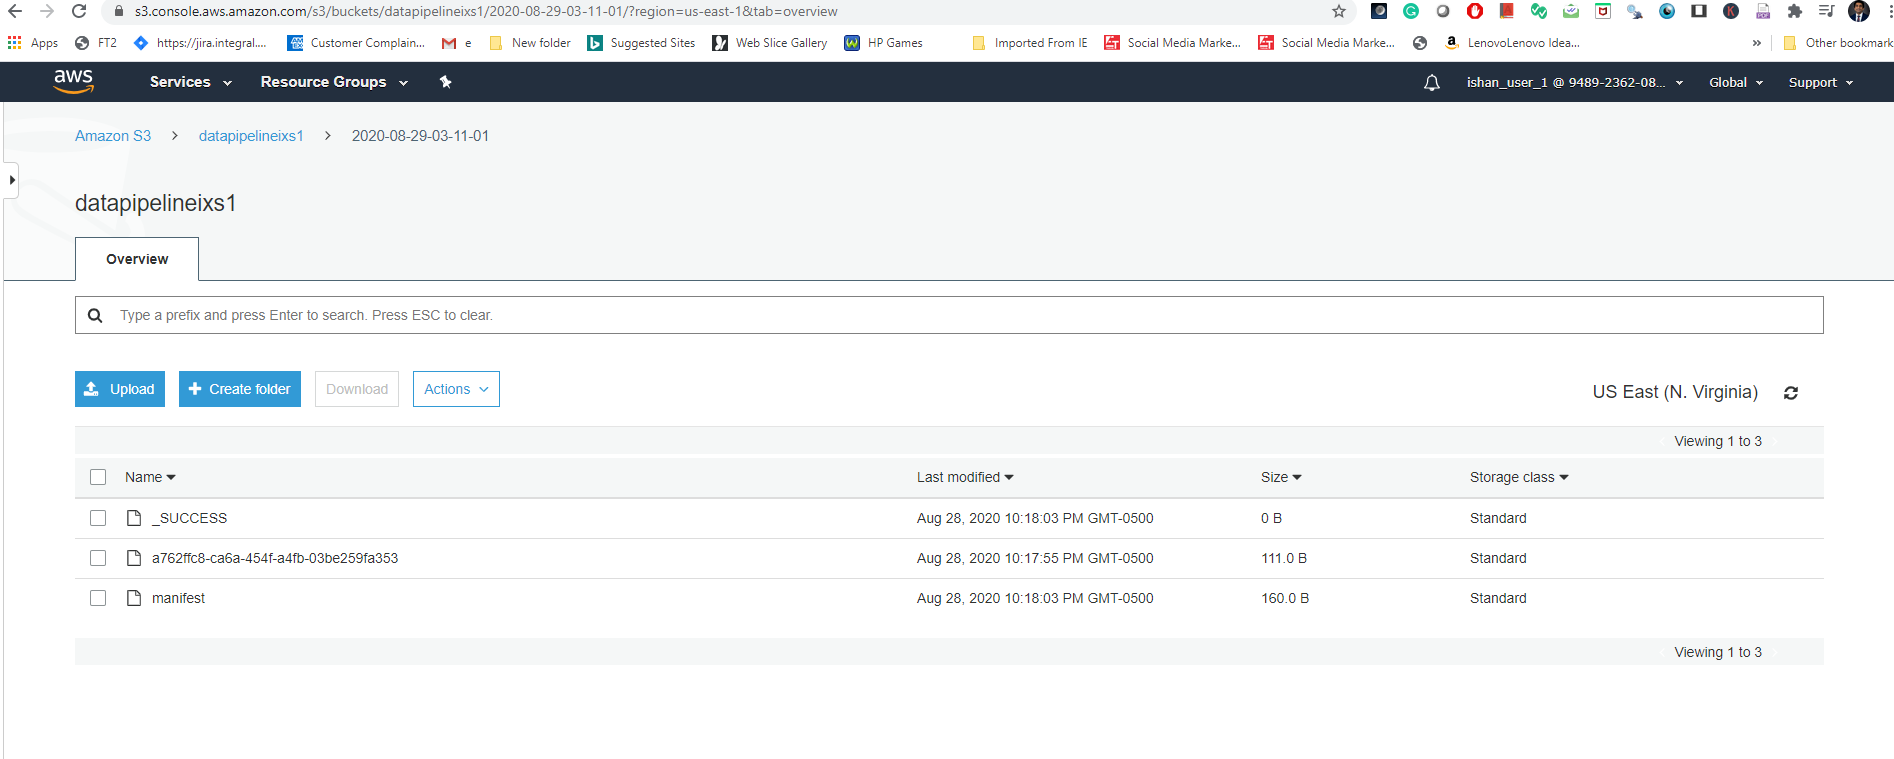 s3.console.aws.amazon.com/s3/buckets/datapipelineixs1/2020-08-29-03-11-01/?region=us-east-1&tab=overview
Apps FT2 https://jira.integral.... Customer Complain... e New folder Suggested Sites Web Slice Gallery HP Games Imported From IE Social Media Marke... Social Media Marke... LenovoLenovo Idea... » Other bookmark
aws Services Resource Groups ishan_user_1 @ 9489-2362-08... Global Support
Amazon S3 > datapipelineixs1 > 2020-08-29-03-11-01
datapipelineixs1
Overview
Type a prefix and press Enter to search. Press ESC to clear.
Upload + Create folder Download Actions US East (N. Virginia)
Viewing 1 to 3
Name Last modified Size Storage class
_SUCCESS Aug 28, 2020 10:18:03 PM GMT-0500 0 B Standard
a762ffc8-ca6a-454f-a4fb-03be259fa353 Aug 28, 2020 10:17:55 PM GMT-0500 111.0 B Standard
manifest Aug 28, 2020 10:18:03 PM GMT-0500 160.0 B Standard
Viewing 1 to 3